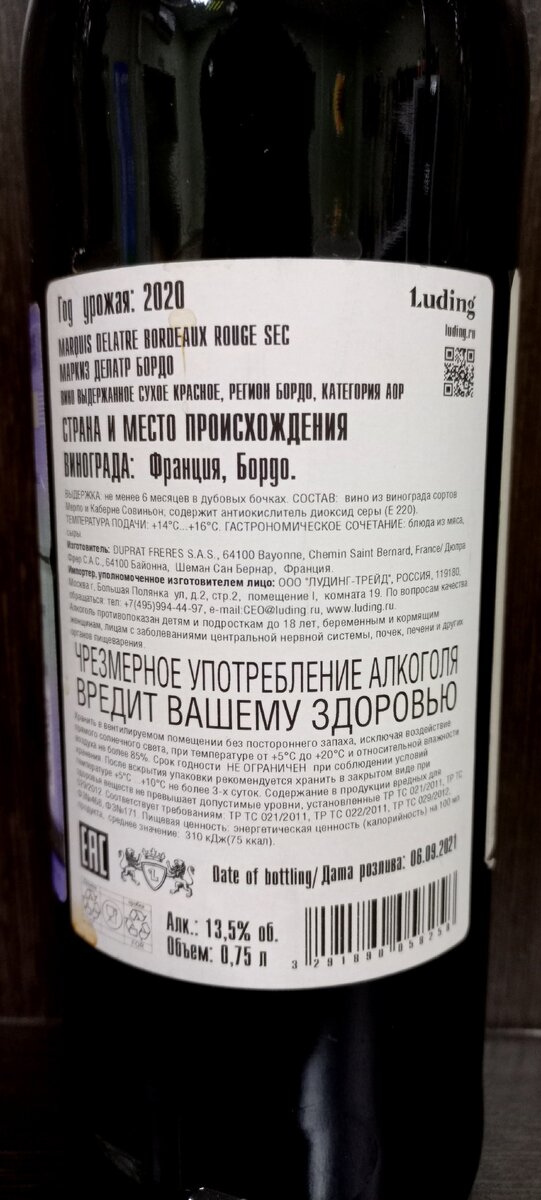 Год урожая: 2020
Luding
luding.ru
MARQUIS DELATRE BORDEAUX ROUGE SEC
МАРКИЗ ДЕЛАТР БОРДО
ВИНО ВЫДЕРЖАННОЕ СУХОЕ КРАСНОЕ, РЕГИОН БОРДО, КАТЕГОРИЯ AOP
СТРАНА И МЕСТО ПРОИСХОЖДЕНИЯ
ВИНОГРАДА: Франция, Бордо.
ВЫДЕРЖКА: не менее 6 месяцев в дубовых бочках. СОСТАВ: вино из винограда сортов
Мерло и Каберне Совиньон; содержит антиокислитель диоксид серы (Е 220).
ТЕМПЕРАТУРА ПОДАЧИ: +14°С...+16°С. ГАСТРОНОМИЧЕСКОЕ СОЧЕТАНИЕ: блюда из мяса,
сыры.
Изготовитель: DUPRAT FRERES S.A.S., 64100 Bayonne, Chemin Saint Bernard, France/ Дюпра
Фрер С.А.С., 64100 Байонна, Шеман Сан Бернар, Франция.
Импортер, уполномоченное изготовителем лицо: ООО "ЛУДИНГ-ТРЕЙД", РОССИЯ, 119180,
Москва г, Большая Полянка ул, д.2, стр.2, помещение I, комната 19. По вопросам качества
обращаться: тел: +7(495)994-44-97, e-mail:CEO@luding.ru, www.luding.ru.
Алкоголь противопоказан детям и подросткам до 18 лет, беременным и кормящим
женщинам, лицам с заболеваниями центральной нервной системы, почек, печени и других
органов пищеварения.
ЧРЕЗМЕРНОЕ УПОТРЕБЛЕНИЕ АЛКОГОЛЯ
ВРЕДИТ ВАШЕМУ ЗДОРОВЬЮ
Хранить в вентилируемом помещении без постороннего запаха, исключая воздействие
прямого солнечного света, при температуре от +5°С до +20°С и относительной влажности
воздуха не более 85%. Срок годности НЕ ОГРАНИЧЕН при соблюдении условий
хранения. После вскрытия упаковки рекомендуется хранить в закрытом виде при
температуре +5°С +10°С не более 3-х суток. Содержание в продукции вредных для
здоровья веществ не превышает допустимые уровни, установленные ТР ТС 021/2011, ТР ТС
029/2012. Соответствует требованиям: ТР ТС 021/2011, ТР ТС 022/2011, ТР ТС 029/2012,
ФЗ№468, ФЗ№171. Пищевая ценность: энергетическая ценность (калорийность) на 100 мл
продукта, среднее значение: 310 кДж(75 ккал).
EAC
L
Date of bottling/ Дата розлива: 06.09.2021
Алк.: 13,5% об.
Объем: 0,75 л
3 291890 058258